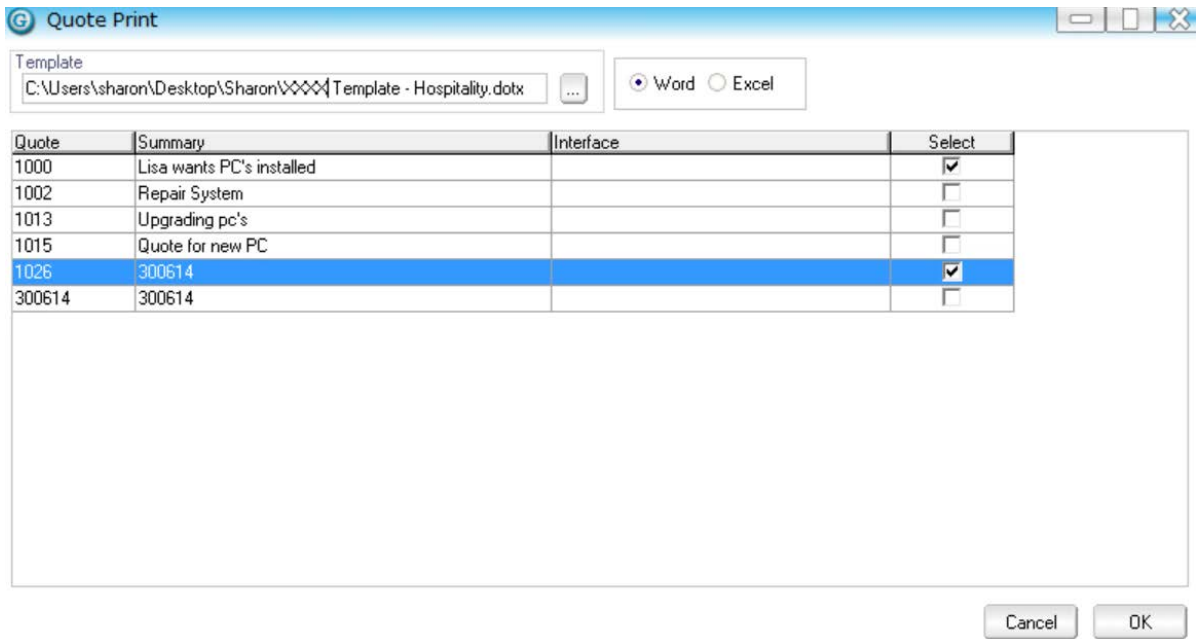 Quote Print
Template
C:\Users\sharon\Desktop\Sharon\XXXX Template - Hospitality.dotx ... Word Excel
Quote Summary Interface Select
1000 Lisa wants PC's installed
1002 Repair System
1013 Upgrading pc's
1015 Quote for new PC
1026 300614
300614 300614
Cancel OK